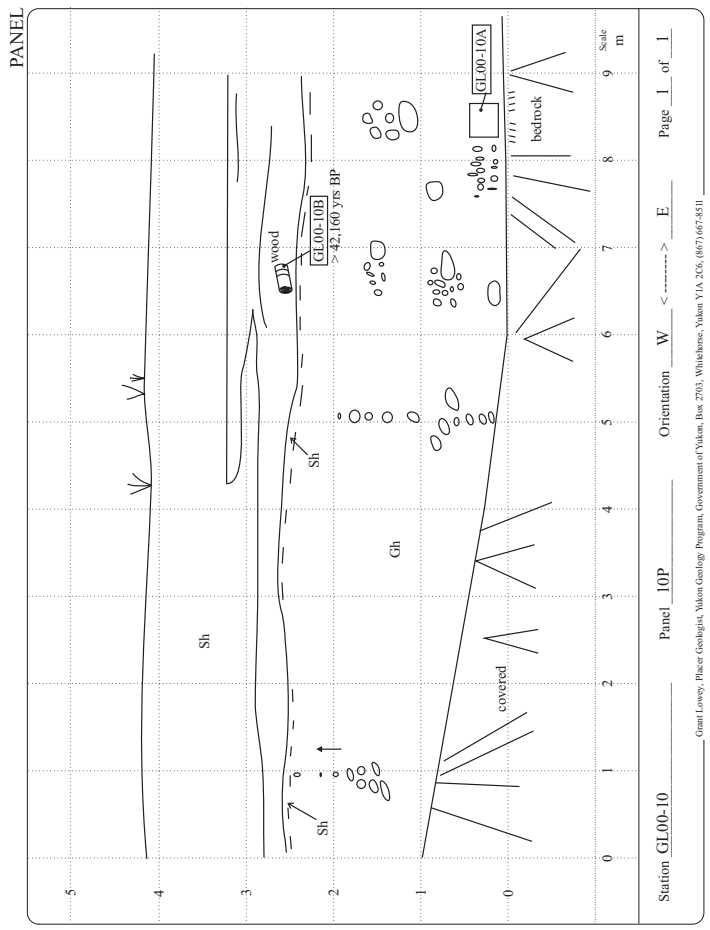 PANEL
5
4
3
2
1
0
Sh
Sh
Sh
Gh
wood
GL00-10B
> 42,160 yrs BP
GL00-10A
covered
bedrock
0 1 2 3 4 5 6 7 8 9
Scale
m
Station GL00-10 Panel 10P Orientation W < -------- > E Page 1 of 1
Grant Lowey, Placer Geologist, Yukon Geology Program, Government of Yukon, Box 2703, Whitehorse, Yukon Y1A 2C6, (867) 667-8511